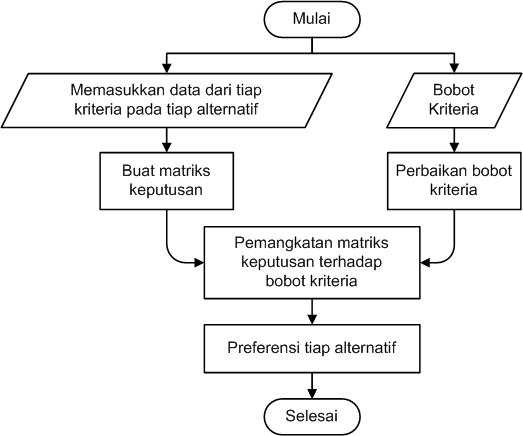 Mulai
Memasukkan data dari tiap
kriteria pada tiap alternatif
Bobot
Kriteria
Buat matriks
keputusan
Perbaikan bobot
kriteria
Pemangkatan matriks
keputusan terhadap
bobot kriteria
Preferensi tiap alternatif
Selesai